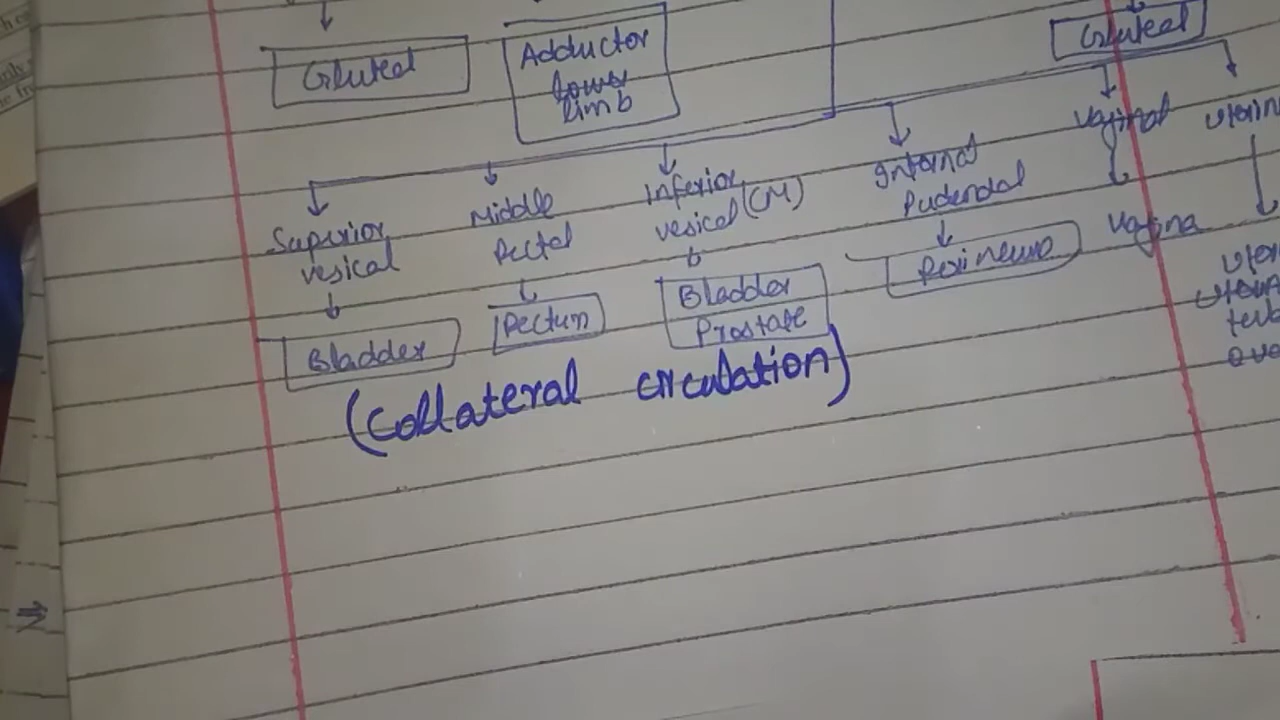 Gluteal
Adductor
lower
limb
Gluteal
Superior
vesical
Middle
Rectal
Inferior
vesical (M)
Internal
Pudendal
vaginal
Bladder
Rectum
Bladder
Prostate
Perineum
vagina
(Collateral circulation)
⇒